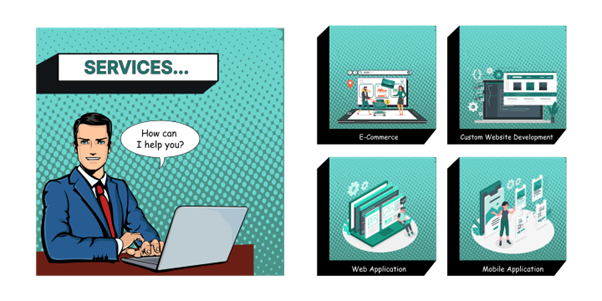 SERVICES...
How can
I help you?
E-Commerce
Custom Website Development
Web Application
Mobile Application